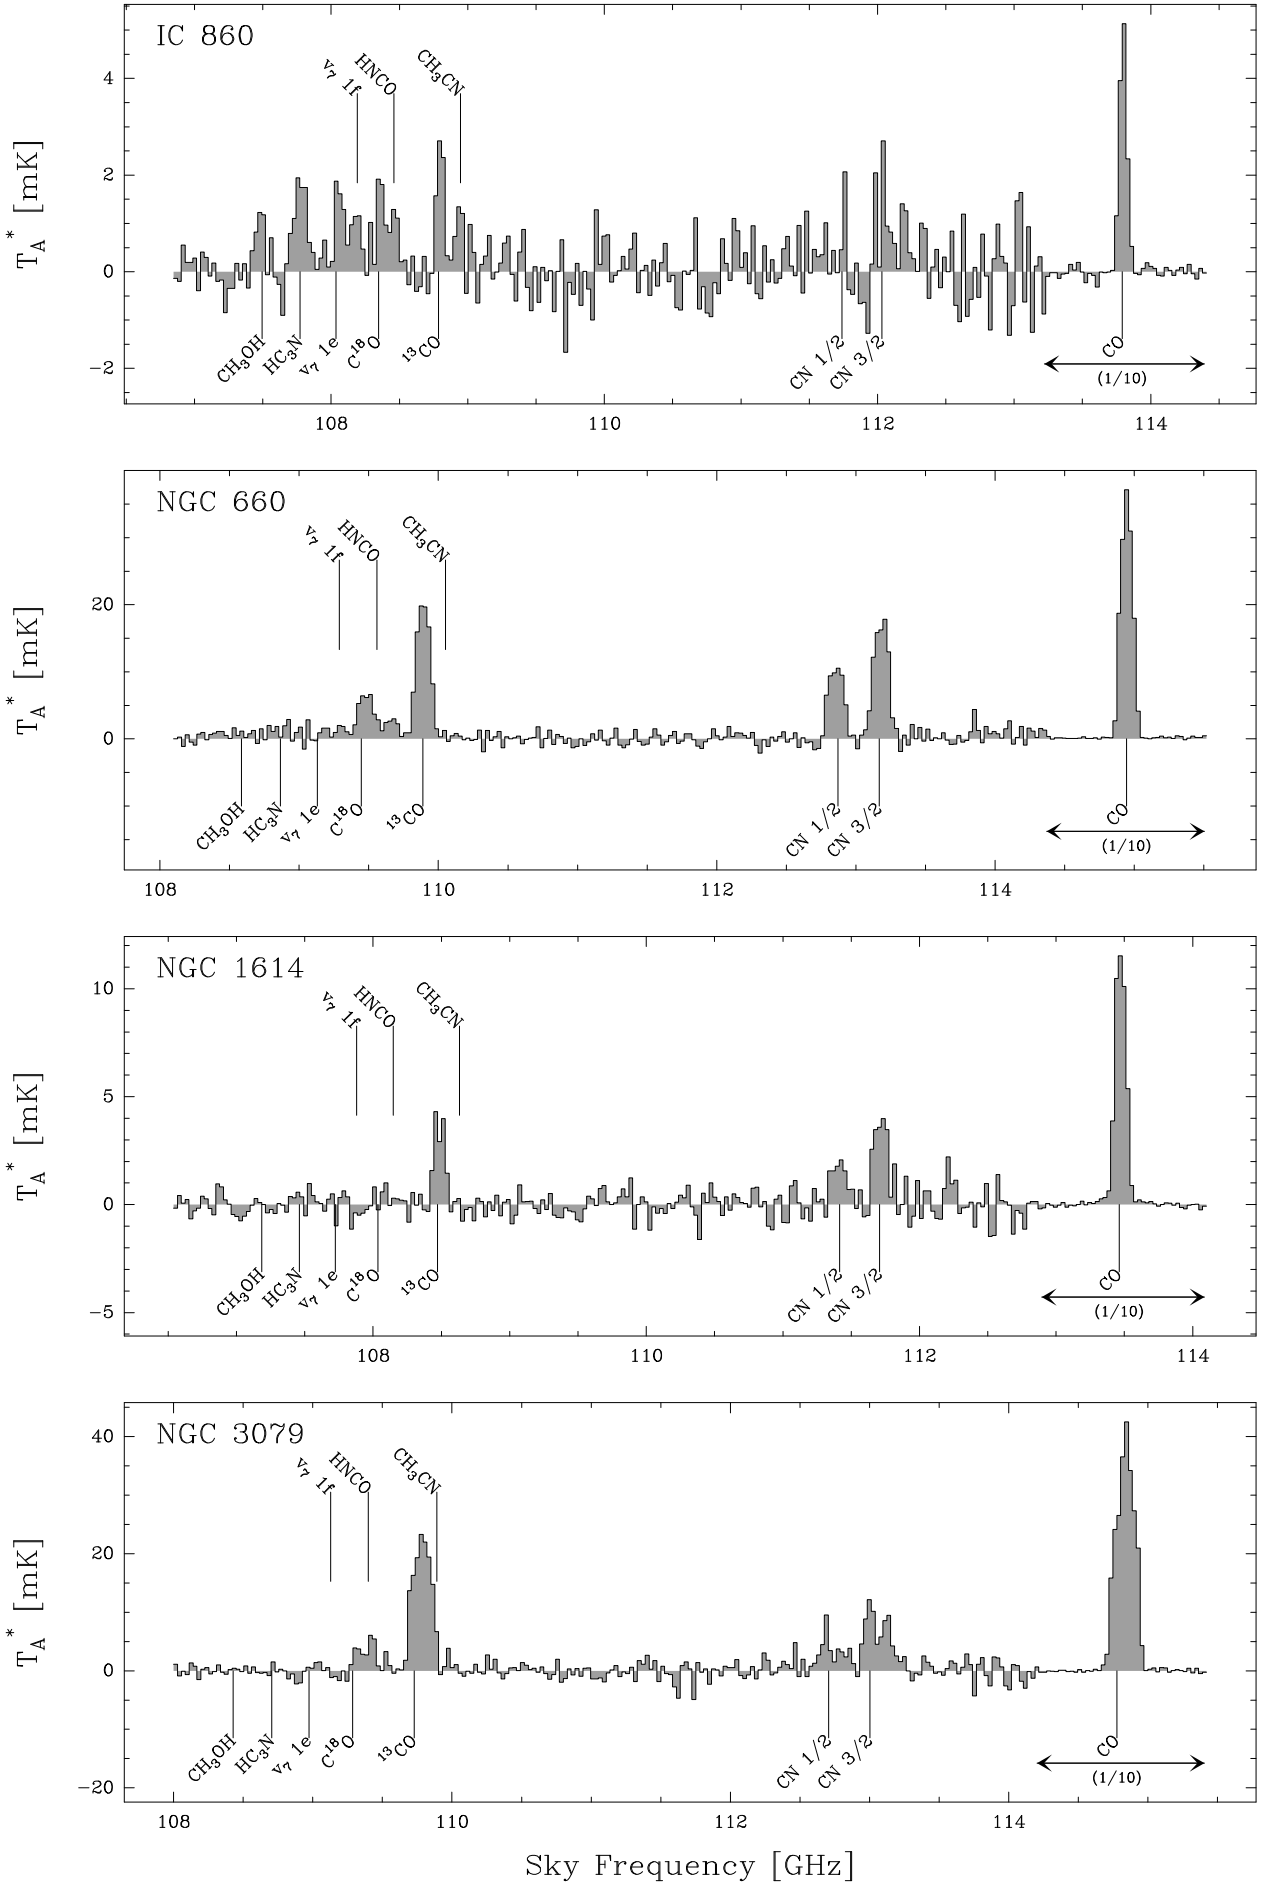 IC 860
v₇ 1f HNCO CH₃CN
4
2
0
−2
T_A^* [mK]
CH₃OH HC₃N v₇ 1e C¹⁸O ¹³CO CN 1/2 CN 3/2 CO
(1/10)
108 110 112 114
NGC 660
v₇ 1f HNCO CH₃CN
20
0
T_A^* [mK]
CH₃OH HC₃N v₇ 1e C¹⁸O ¹³CO CN 1/2 CN 3/2 CO
(1/10)
108 110 112 114
NGC 1614
v₇ 1f HNCO CH₃CN
10
5
0
−5
T_A^* [mK]
CH₃OH HC₃N v₇ 1e C¹⁸O ¹³CO CN 1/2 CN 3/2 CO
(1/10)
108 110 112 114
NGC 3079
v₇ 1f HNCO CH₃CN
40
20
0
−20
T_A^* [mK]
CH₃OH HC₃N v₇ 1e C¹⁸O ¹³CO CN 1/2 CN 3/2 CO
(1/10)
108 110 112 114
Sky Frequency [GHz]